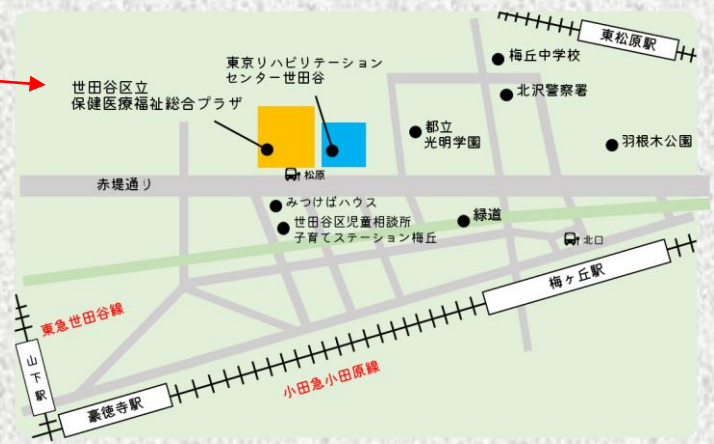 東松原駅
梅丘中学校
東京リハビリテーション
センター世田谷
世田谷区立
保健医療福祉総合プラザ
北沢警察署
都立
光明学園
羽根木公園
松原
赤堤通り
みつけばハウス
世田谷区児童相談所
子育てステーション梅丘
緑道
北口
梅ヶ丘駅
東急世田谷線
山下駅
小田急小田原線
豪徳寺駅